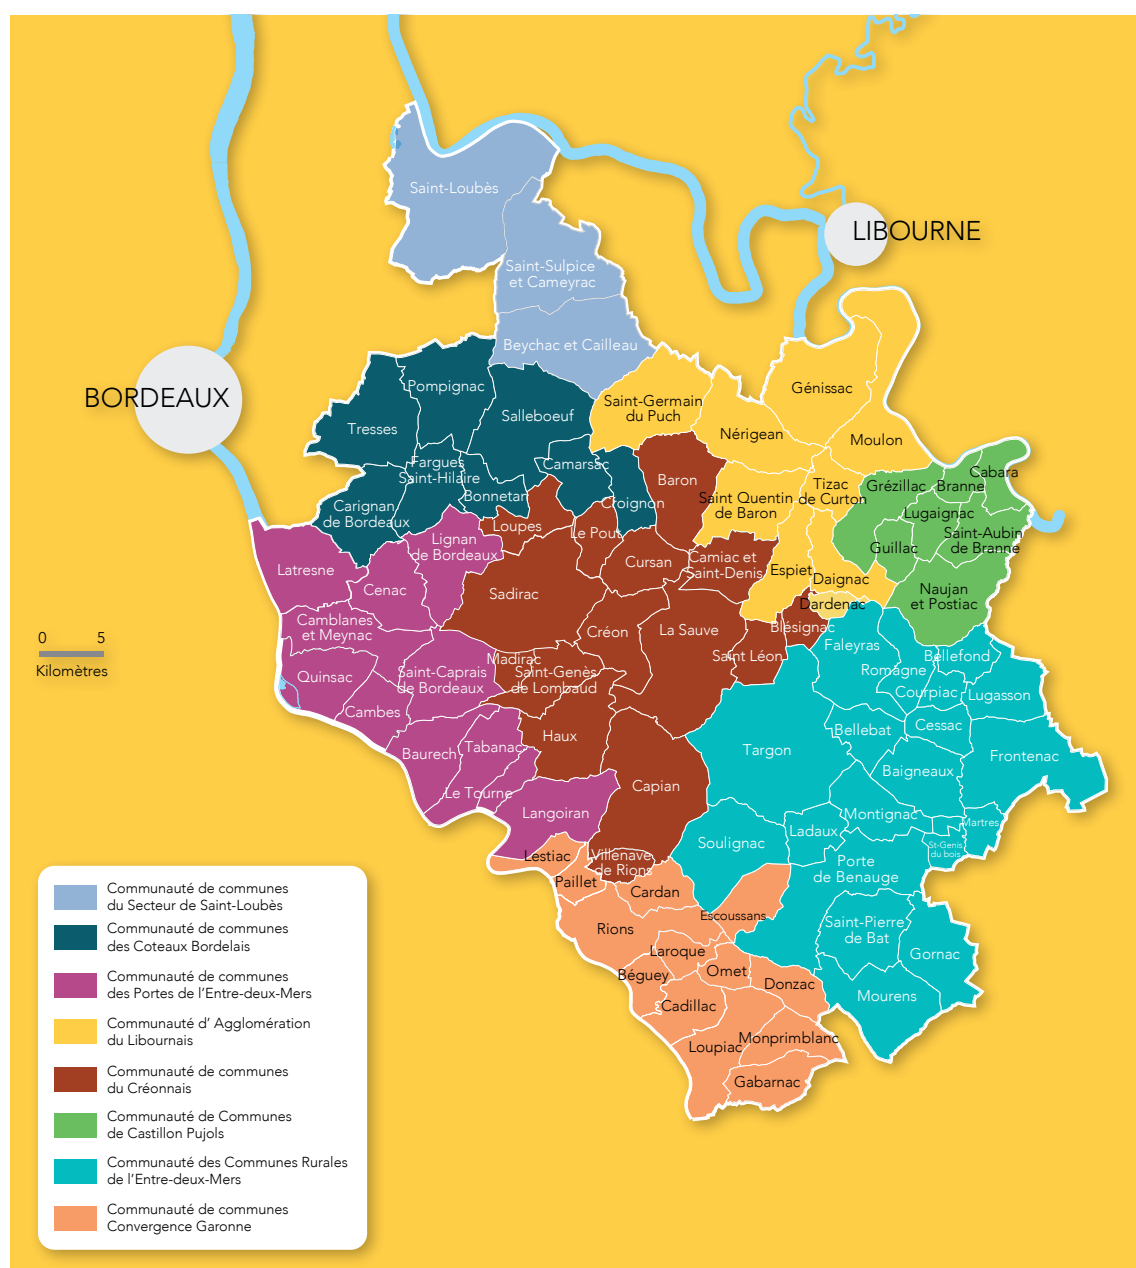 Saint-Loubès
LIBOURNE
Saint-Sulpice
et Cameyrac
Beychac et Cailleau
BORDEAUX
Pompignac
Génissac
Saint-Germain
du Puch
Salleboeuf
Tresses
Nérigean
Moulon
Fargues
Saint-Hilaire
Camarsac
Baron
Cabara
Branne
Grézillac
Tizac
de Curton
Bonnetan
Croignon
Saint Quentin
de Baron
Carignan
de Bordeaux
Lugaignac
Loupes
Le Pout
Saint-Aubin
de Branne
Lignan
de Bordeaux
Guillac
Latresne
Cursan
Camiac et
Saint-Denis
Espiet
Daignac
Cenac
Sadirac
Naujan
et Postiac
Dardenac
Camblanes
et Meynac
Créon
La Sauve
Blésignac
0 5
Kilomètres
Faleyras
Madirac
Saint Léon
Bellefond
Quinsac
Saint-Caprais
de Bordeaux
Saint-Genès
de Lombaud
Romagne
Courpiac
Lugasson
Cambes
Cessac
Bellebat
Haux
Baurech
Tabanac
Targon
Frontenac
Baigneaux
Capian
Le Tourne
Langoiran
Montignac
Martres
Ladaux
Soulignac
St-Genis
du bois
Lestiac
Villenave
de Rions
Porte
de Benauge
Paillet
Cardan
Escoussans
Rions
Saint-Pierre
de Bat
Laroque
Gornac
Béguey
Omet
Donzac
Mourens
Cadillac
Monprimblanc
Loupiac
Gabarnac
Communauté de communes
du Secteur de Saint-Loubès
Communauté de communes
des Coteaux Bordelais
Communauté de communes
des Portes de l'Entre-deux-Mers
Communauté d' Agglomération
du Libournais
Communauté de communes
du Créonnais
Communauté de Communes
de Castillon Pujols
Communauté des Communes Rurales
de l'Entre-deux-Mers
Communauté de communes
Convergence Garonne